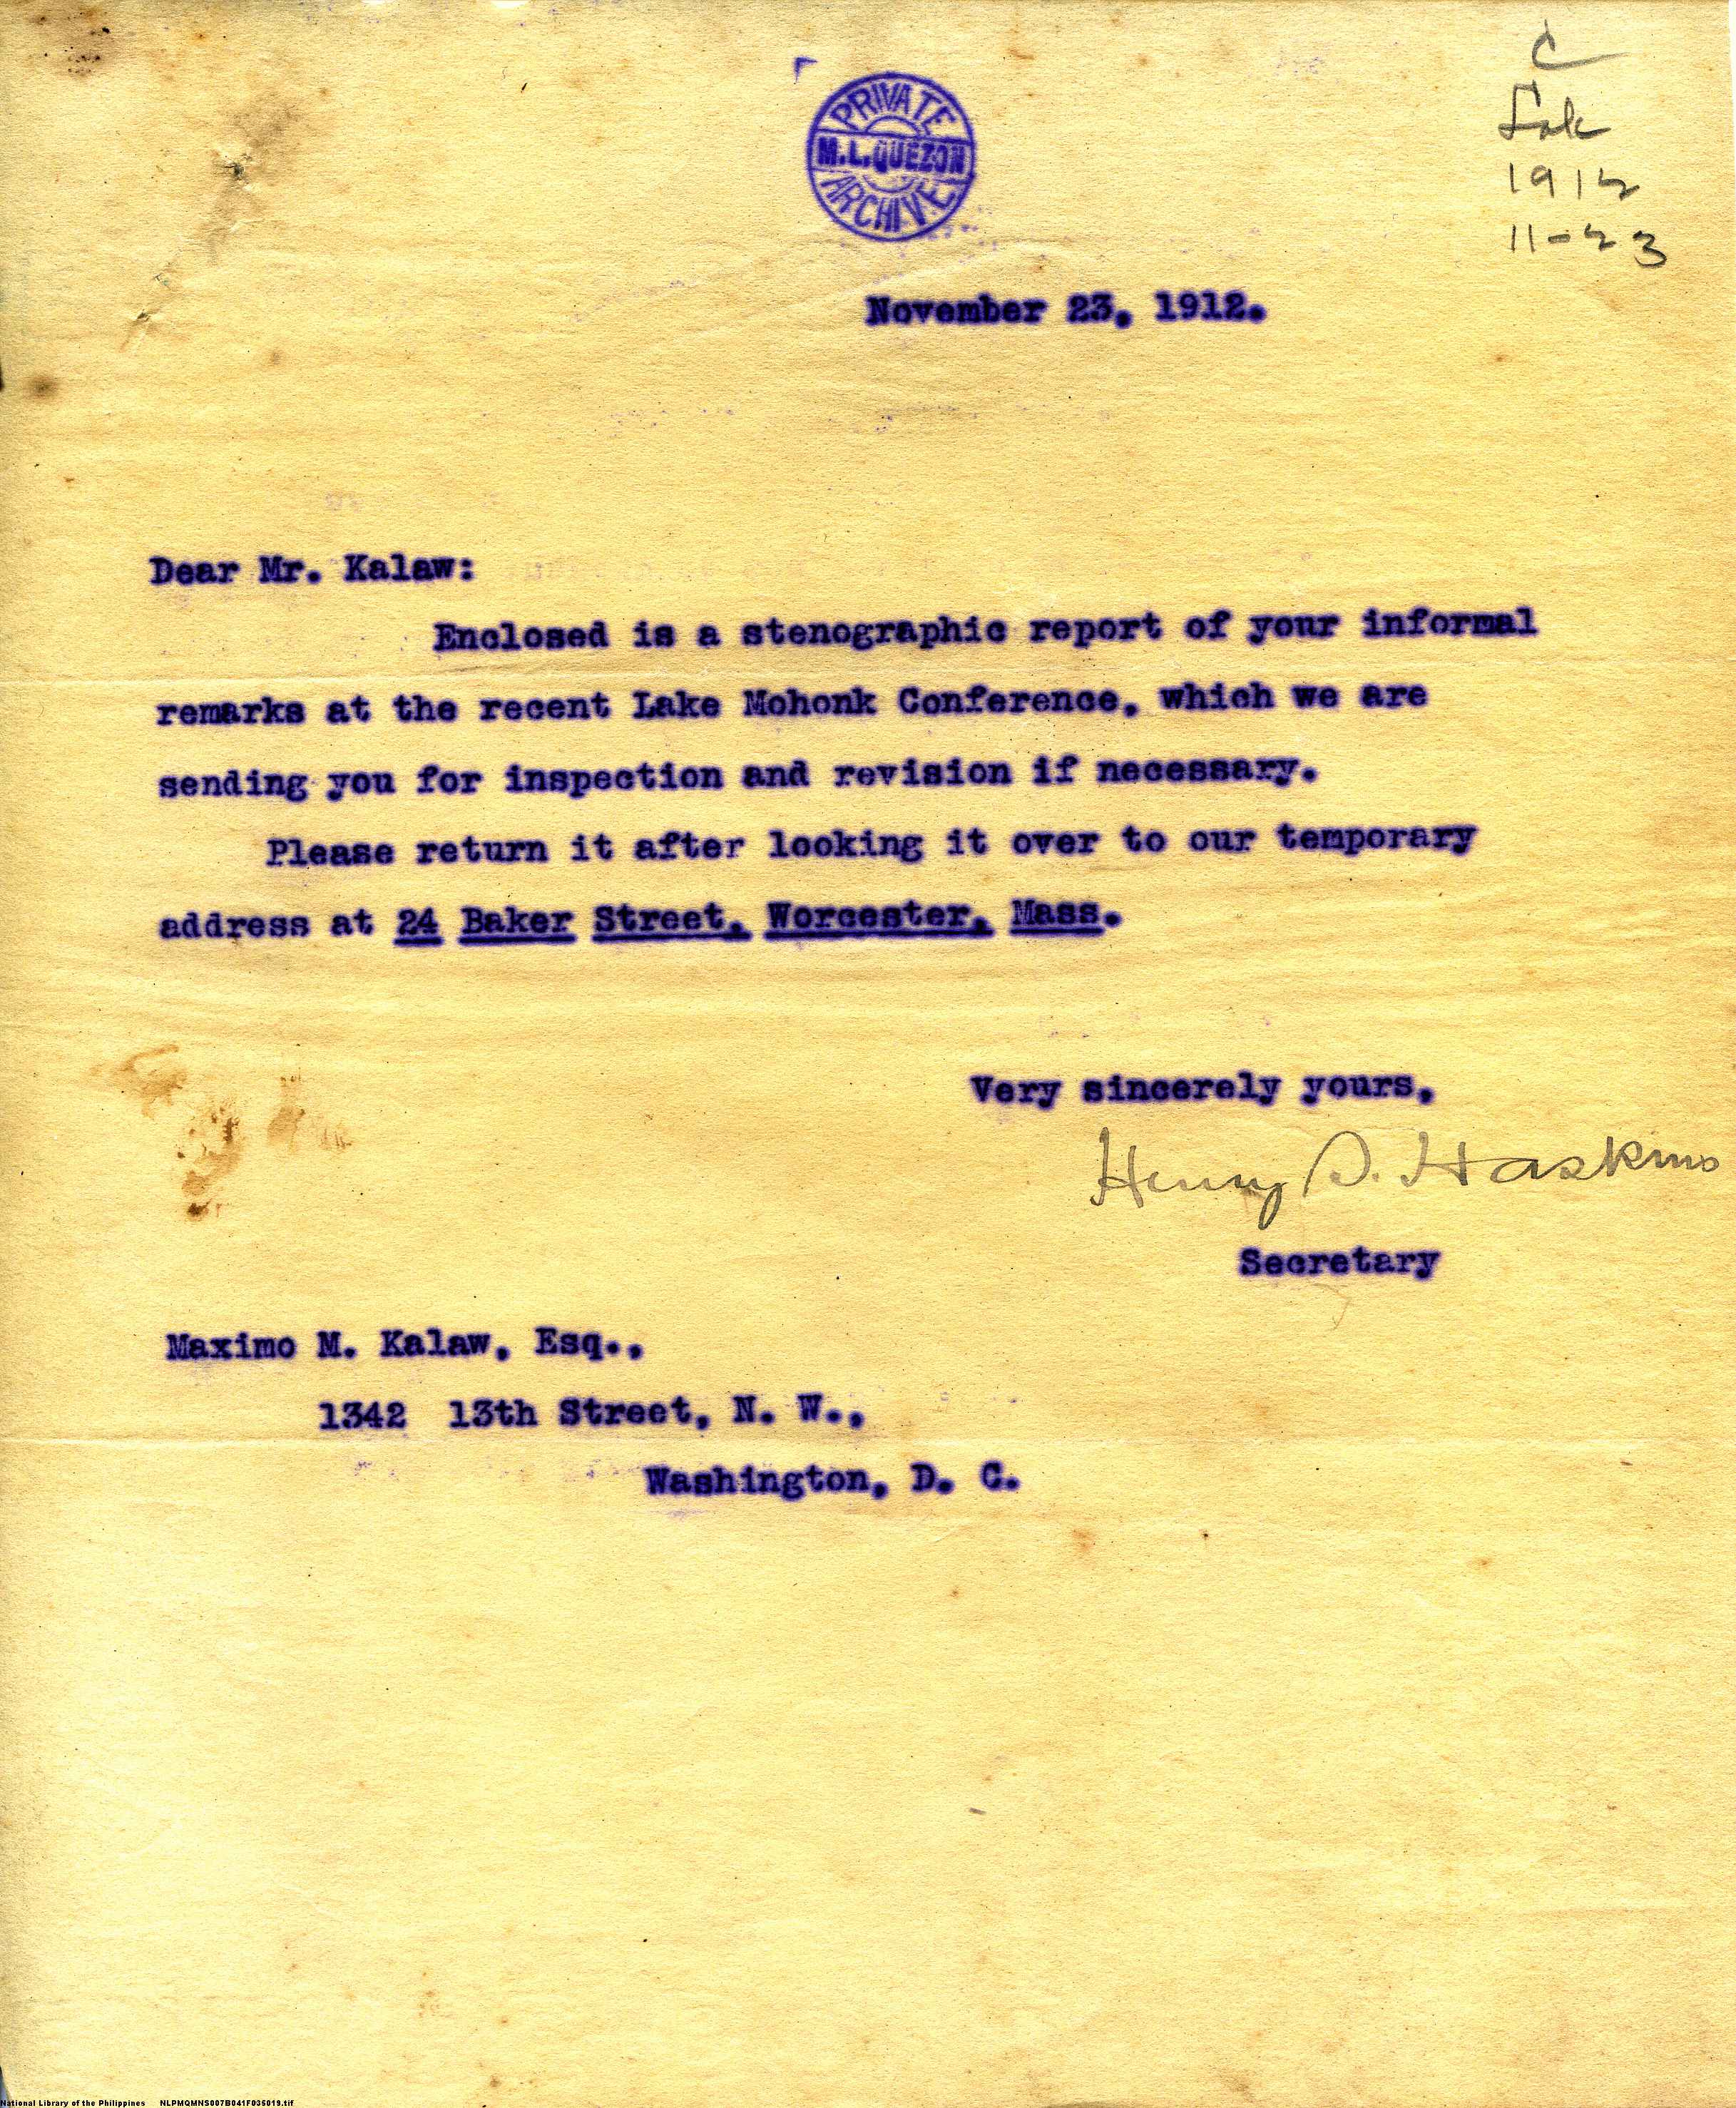 PRIVATE
M.L.QUEZON
ARCHIVE
C
1912
11-23
November 23, 1912.
Dear Mr. Kalaw:
Enclosed is a stenographic report of your informal
remarks at the recent Lake Mohonk Conference, which we are
sending you for inspection and revision if necessary.
Please return it after looking it over to our temporary
address at 24 Baker Street, Worcester, Mass.
Very sincerely yours,
Henry S. Haskins
Secretary
Maximo M. Kalaw, Esq.,
1342 13th Street, N. W.,
Washington, D. C.
National Library of the Philippines NLPMQMNS007B041F035019.tif